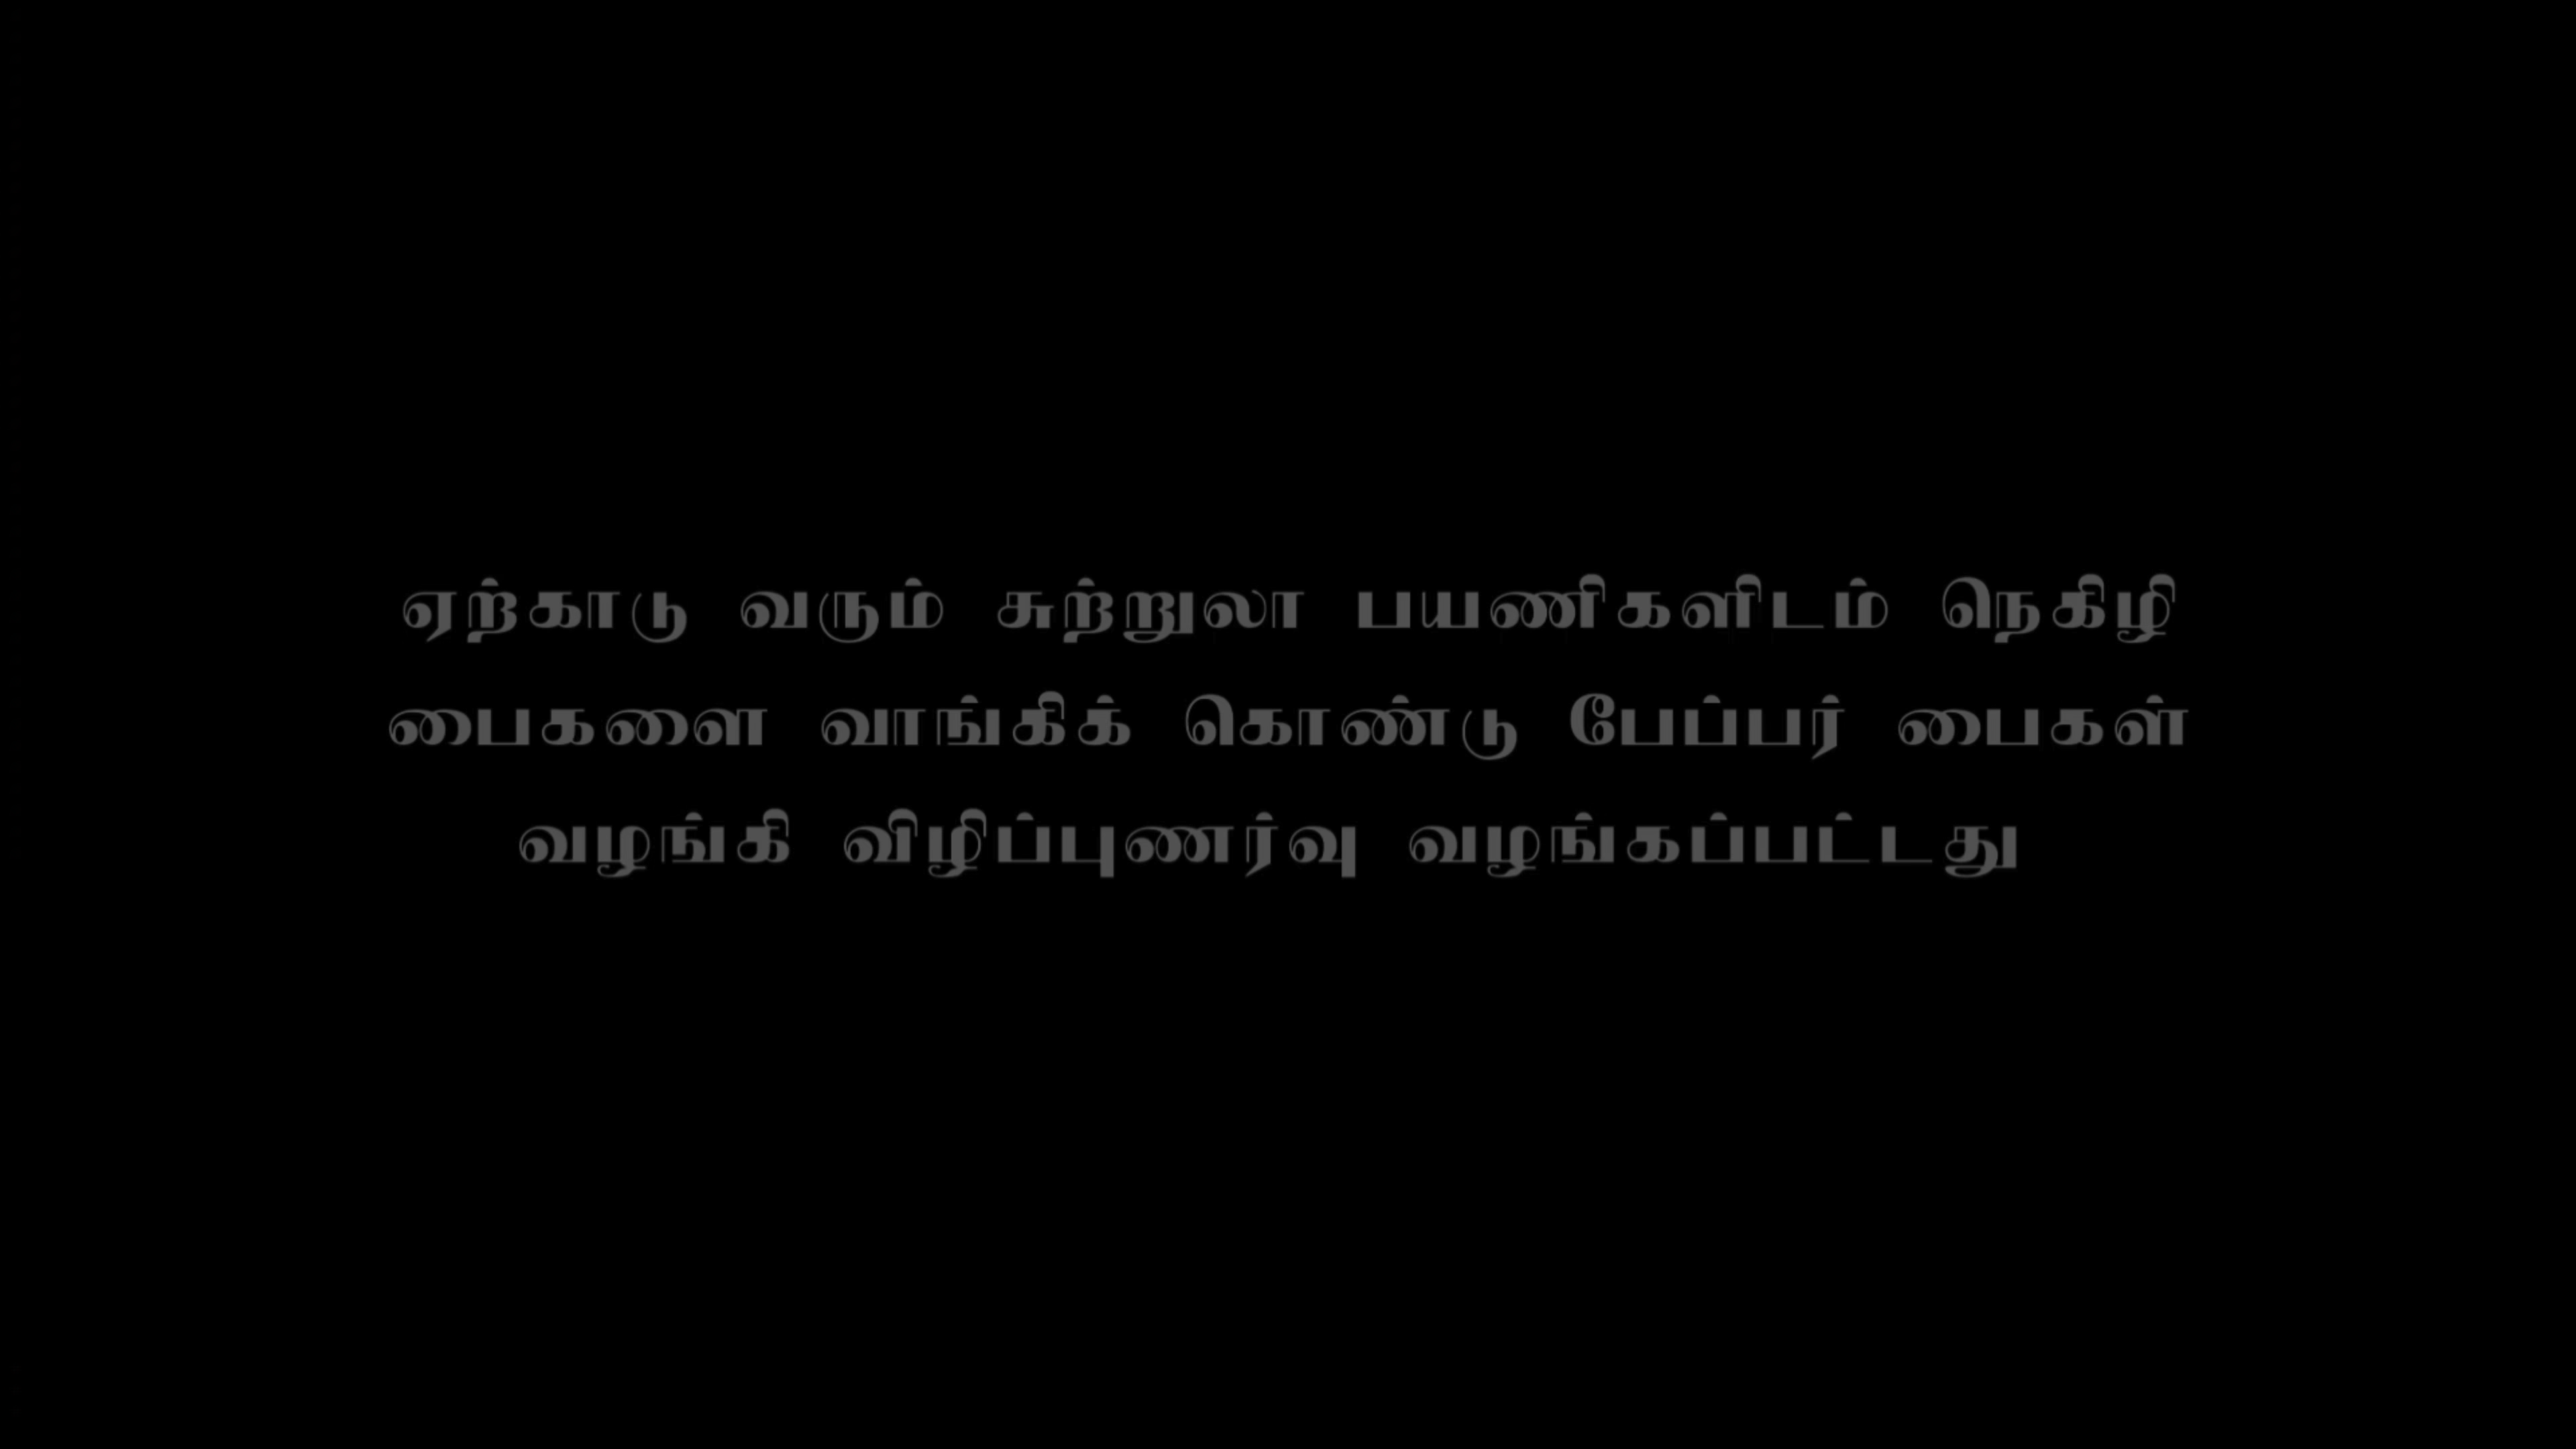 ஏற்காடு வரும் சுற்றுலா பயணிகளிடம் நெகிழி
பைகளை வாங்கிக் கொண்டு பேப்பர் பைகள்
வழங்கி விழிப்புணர்வு வழங்கப்பட்டது